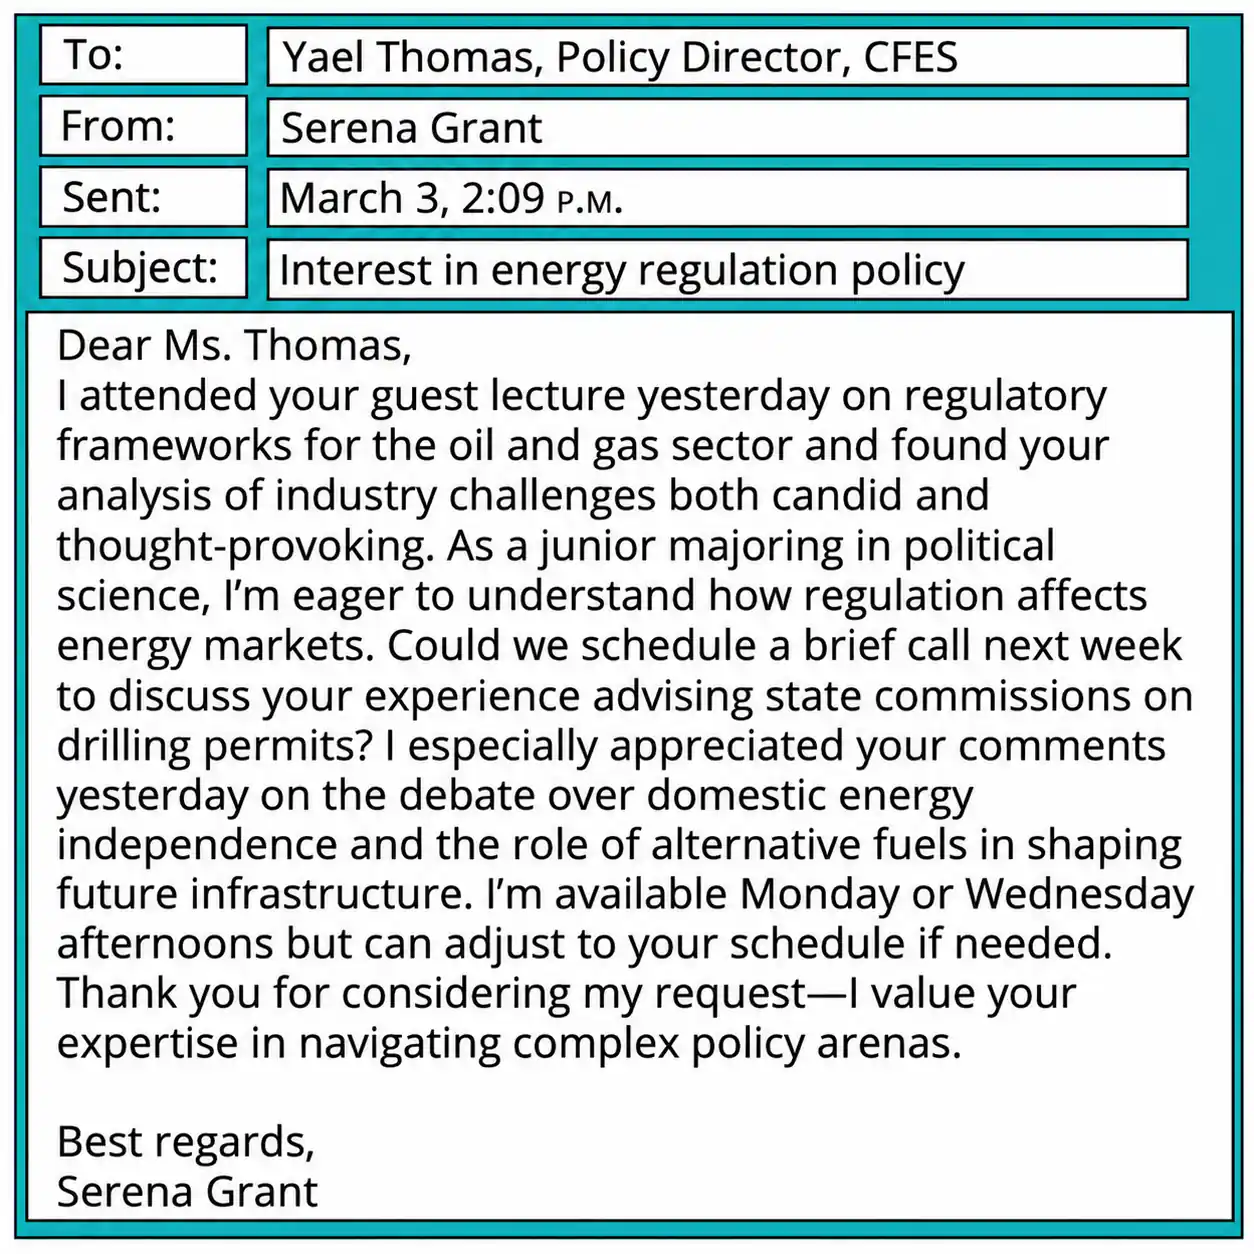 To: Yael Thomas, Policy Director, CFES
From: Serena Grant
Sent: March 3, 2:09 P.M.
Subject: Interest in energy regulation policy
Dear Ms. Thomas,
I attended your guest lecture yesterday on regulatory
frameworks for the oil and gas sector and found your
analysis of industry challenges both candid and
thought-provoking. As a junior majoring in political
science, I’m eager to understand how regulation affects
energy markets. Could we schedule a brief call next week
to discuss your experience advising state commissions on
drilling permits? I especially appreciated your comments
yesterday on the debate over domestic energy
independence and the role of alternative fuels in shaping
future infrastructure. I’m available Monday or Wednesday
afternoons but can adjust to your schedule if needed.
Thank you for considering my request—I value your
expertise in navigating complex policy arenas.
Best regards,
Serena Grant